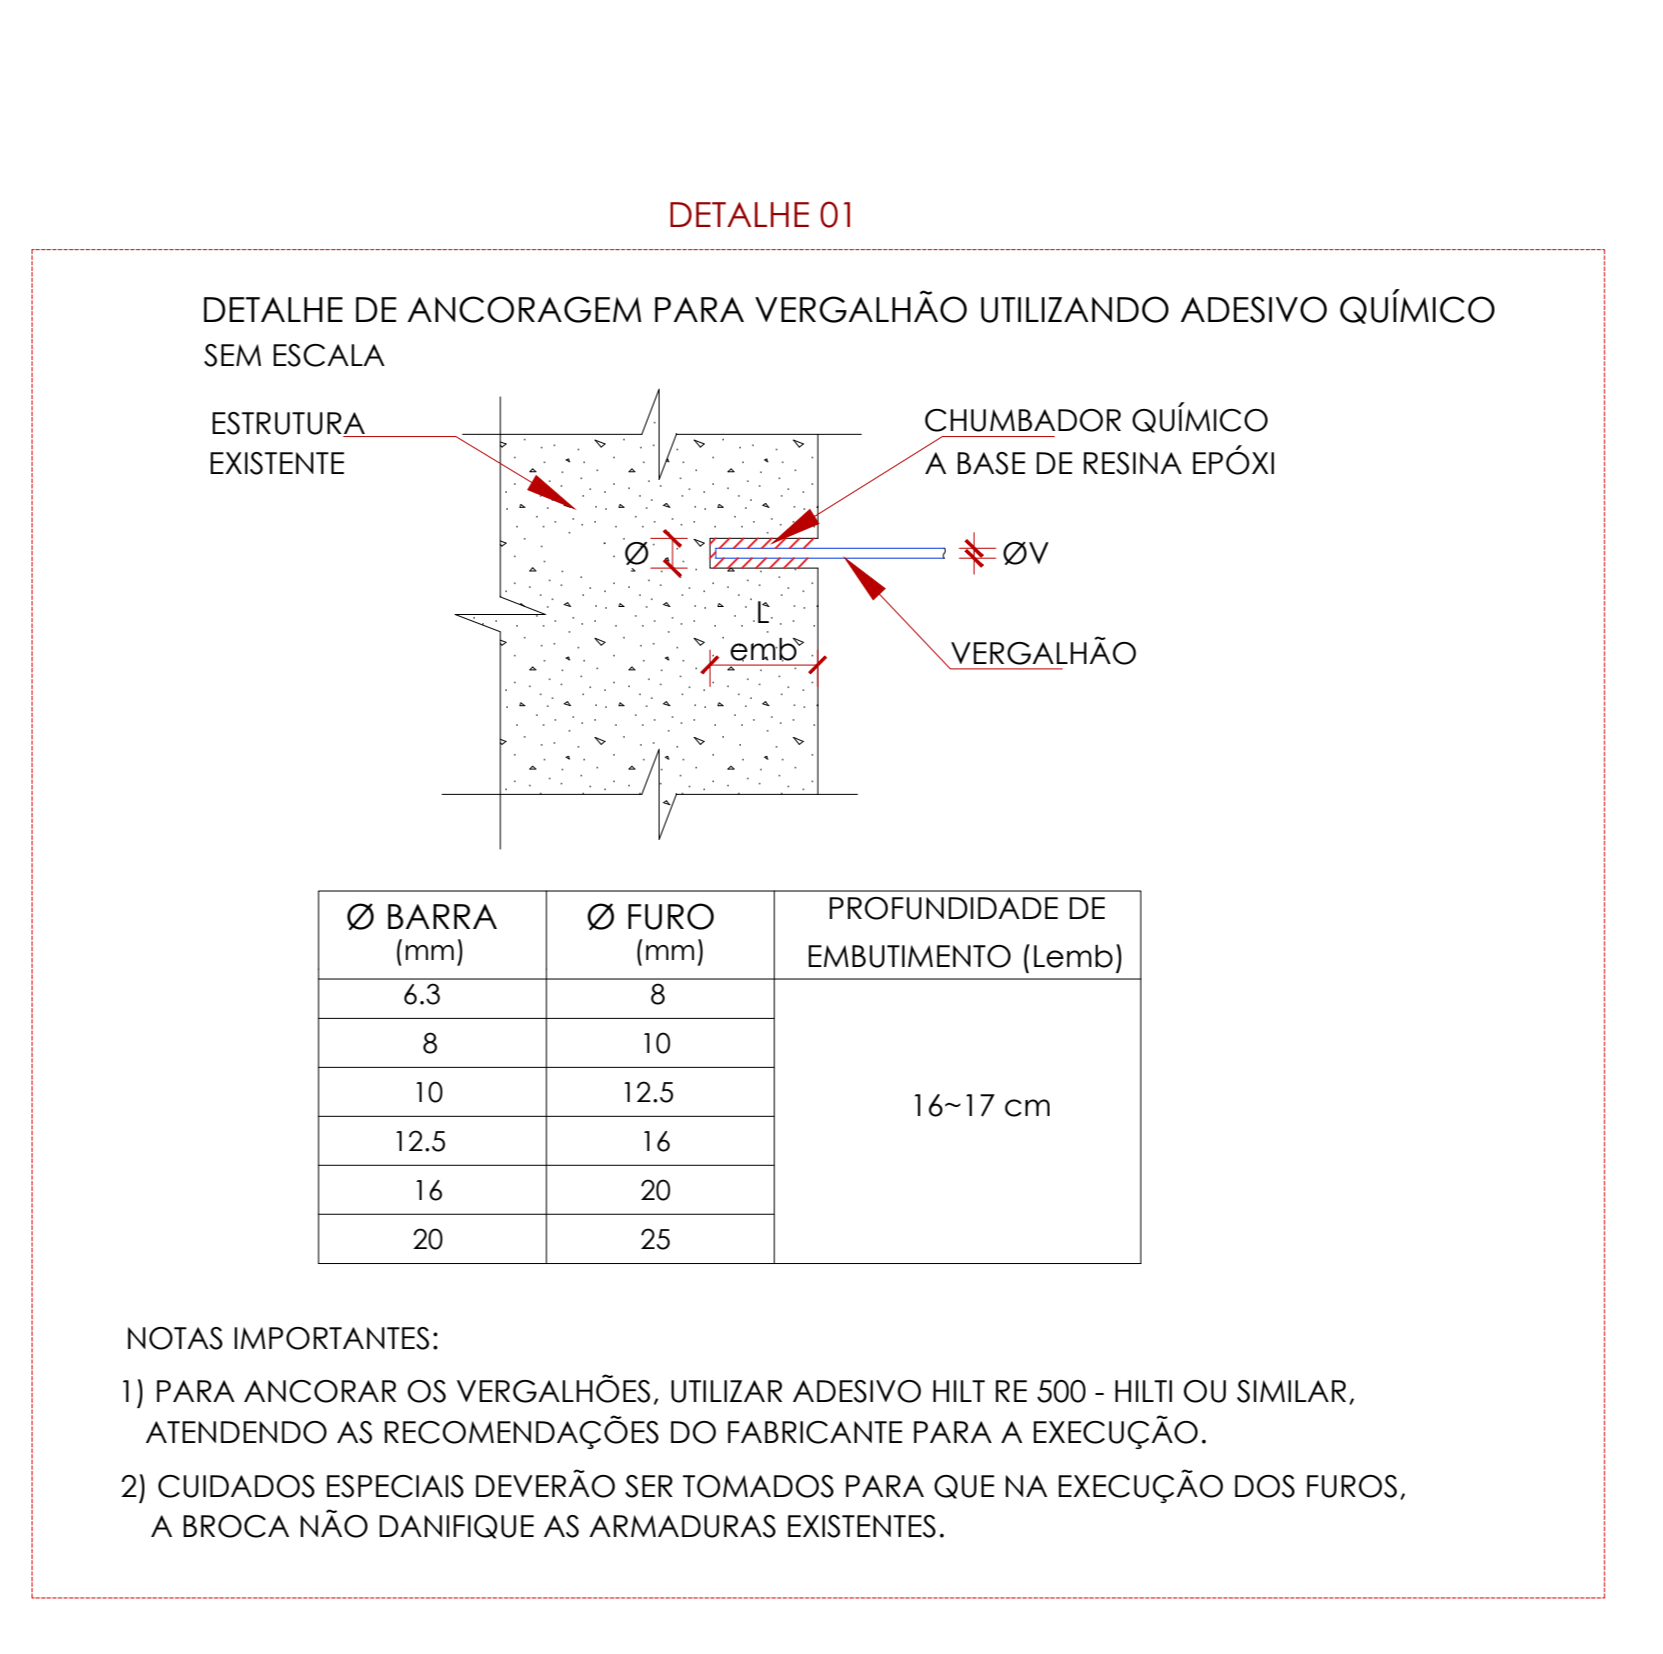 DETALHE 01
DETALHE DE ANCORAGEM PARA VERGALHÃO UTILIZANDO ADESIVO QUÍMICO
SEM ESCALA
ESTRUTURA
EXISTENTE
CHUMBADOR QUÍMICO
A BASE DE RESINA EPÓXI
Ø
ØV
L
emb
VERGALHÃO
Ø BARRA
(mm)
Ø FURO
(mm)
PROFUNDIDADE DE
EMBUTIMENTO (Lemb)
6.3 8
8 10
10 12.5
12.5 16
16 20
20 25
16~17 cm
NOTAS IMPORTANTES:
1) PARA ANCORAR OS VERGALHÕES, UTILIZAR ADESIVO HILT RE 500 - HILTI OU SIMILAR,
ATENDENDO AS RECOMENDAÇÕES DO FABRICANTE PARA A EXECUÇÃO.
2) CUIDADOS ESPECIAIS DEVERÃO SER TOMADOS PARA QUE NA EXECUÇÃO DOS FUROS,
A BROCA NÃO DANIFIQUE AS ARMADURAS EXISTENTES.